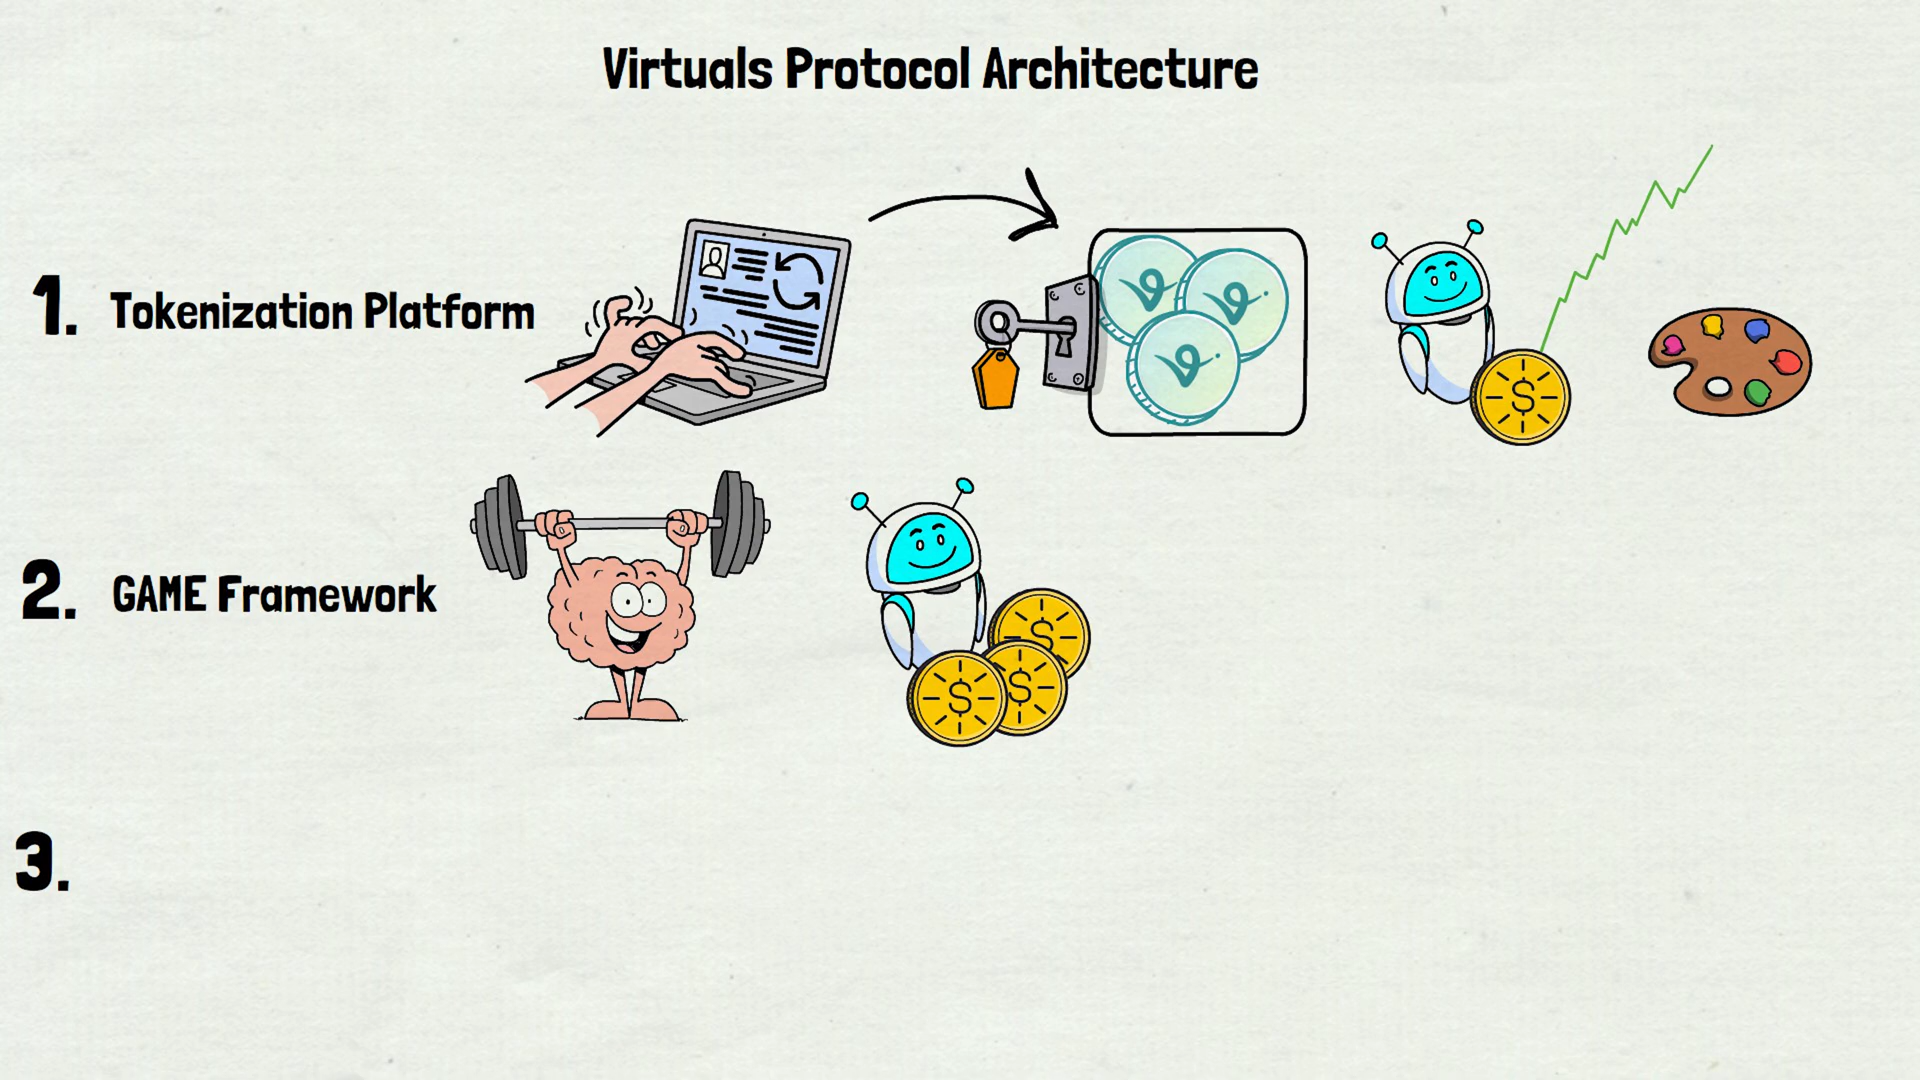 Virtuals Protocol Architecture
1. Tokenization Platform
$
2. GAME Framework
$
$
$
3.